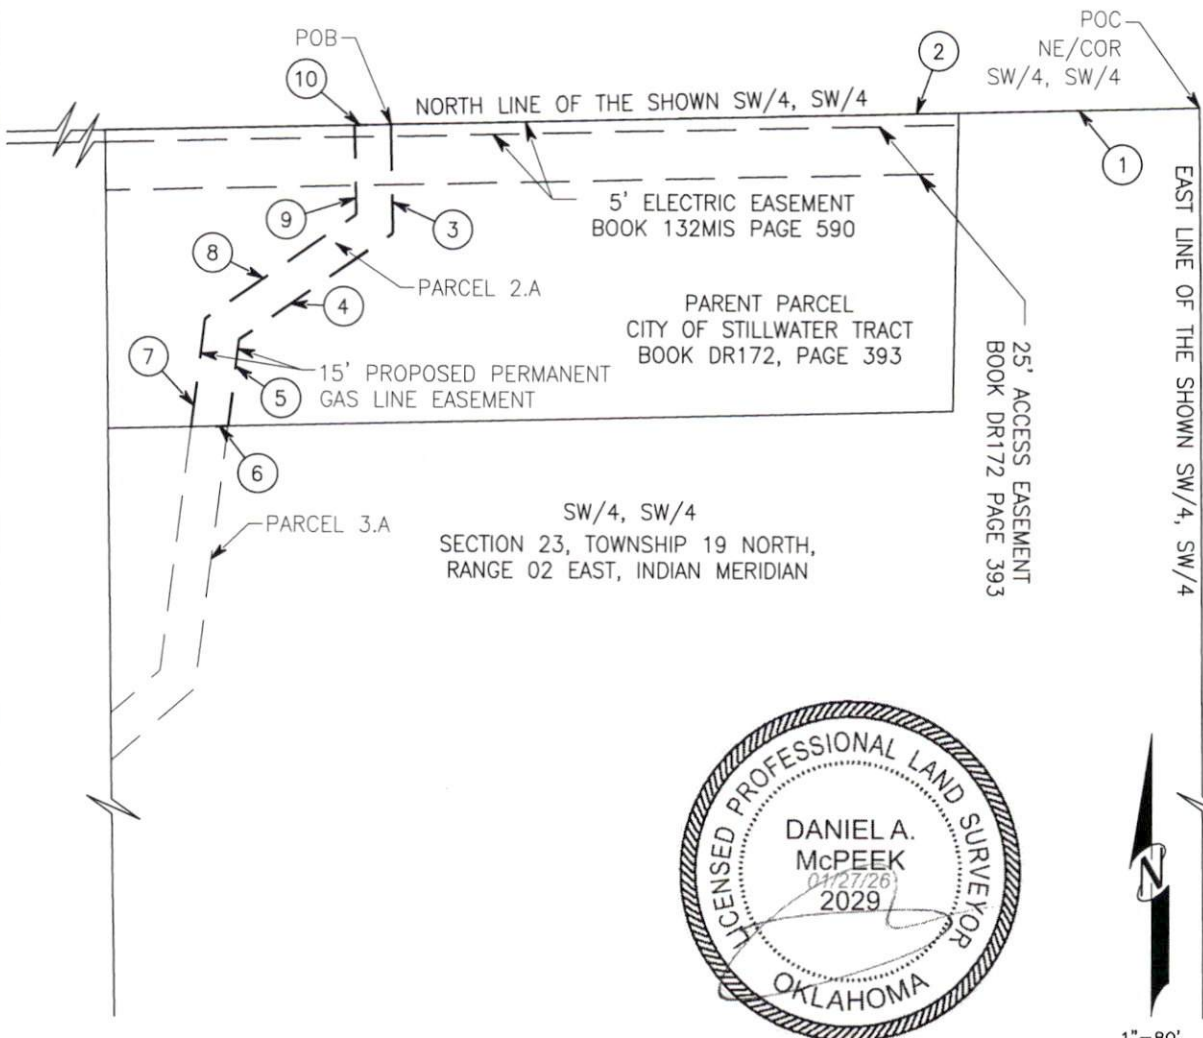 POC
NE/COR
SW/4, SW/4
POB
10
2
NORTH LINE OF THE SHOWN SW/4, SW/4
1
5' ELECTRIC EASEMENT
BOOK 132MIS PAGE 590
9
3
8
PARCEL 2.A
4
PARENT PARCEL
CITY OF STILLWATER TRACT
BOOK DR172, PAGE 393
7
15' PROPOSED PERMANENT
GAS LINE EASEMENT
5
6
25' ACCESS EASEMENT
BOOK DR172 PAGE 393
EAST LINE OF THE SHOWN SW/4, SW/4
PARCEL 3.A
SW/4, SW/4
SECTION 23, TOWNSHIP 19 NORTH,
RANGE 02 EAST, INDIAN MERIDIAN
LICENSED PROFESSIONAL LAND SURVEYOR
DANIEL A.
McPEEK
01/27/26
2029
OKLAHOMA
N
1"=80'